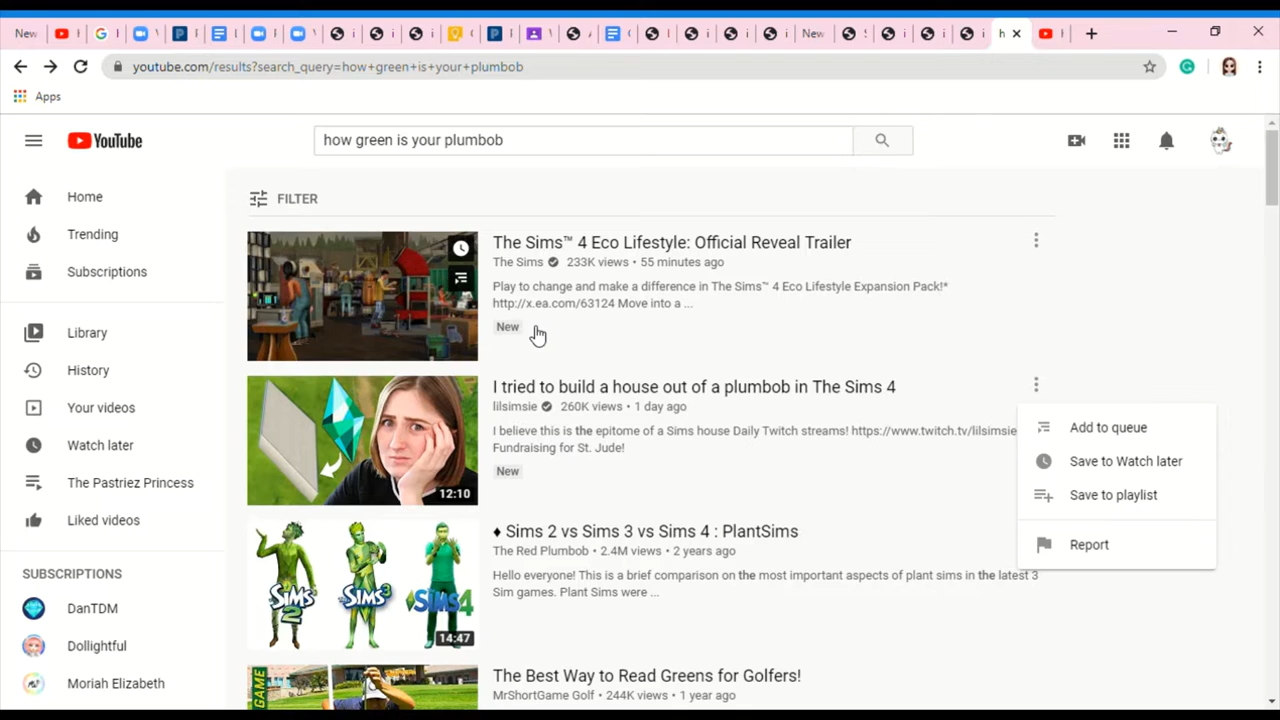 New
youtube.com/results?search_query=how+green+is+your+plumbob
Apps
YouTube
how green is your plumbob
Home
Trending
Subscriptions
Library
History
Your videos
Watch later
The Pastriez Princess
Liked videos
SUBSCRIPTIONS
DanTDM
Dollightful
Moriah Elizabeth
FILTER
The Sims™ 4 Eco Lifestyle: Official Reveal Trailer
The Sims 233K views • 55 minutes ago
Play to change and make a difference in The Sims™ 4 Eco Lifestyle Expansion Pack!*
http://x.ea.com/63124 Move into a ...
New
12:10
I tried to build a house out of a plumbob in The Sims 4
lilsimsie 260K views • 1 day ago
I believe this is the epitome of a Sims house Daily Twitch streams! https://www.twitch.tv/lilsimsie
Fundraising for St. Jude!
New
Add to queue
Save to Watch later
Save to playlist
Report
SIMS 2
SIMS 3
SIMS 4
14:47
♦ Sims 2 vs Sims 3 vs Sims 4 : PlantSims
The Red Plumbob • 2.4M views • 2 years ago
Hello everyone! This is a brief comparison on the most important aspects of plant sims in the latest 3
Sim games. Plant Sims were ...
GAME
The Best Way to Read Greens for Golfers!
MrShortGame Golf • 244K views • 1 year ago